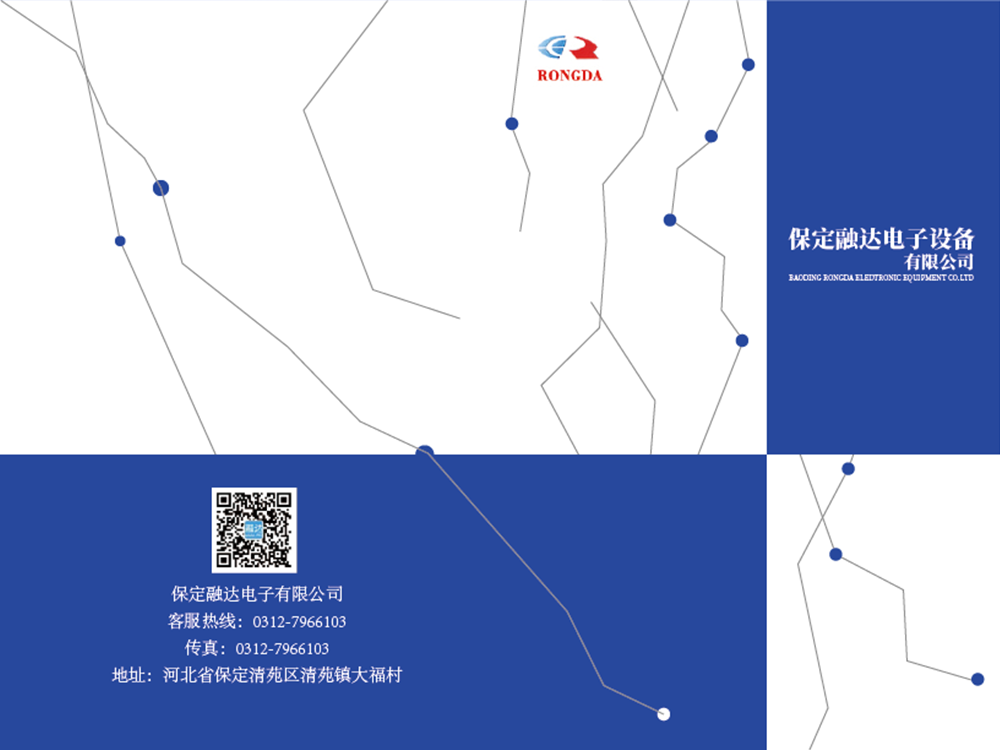 RONGDA
保定融达电子设备
有限公司
BAODING RONGDA ELEDTRONIC EQUIPMENT CO.LTD
保定融达电子有限公司
客服热线：0312-7966103
传真：0312-7966103
地址：河北省保定清苑区清苑镇大福村